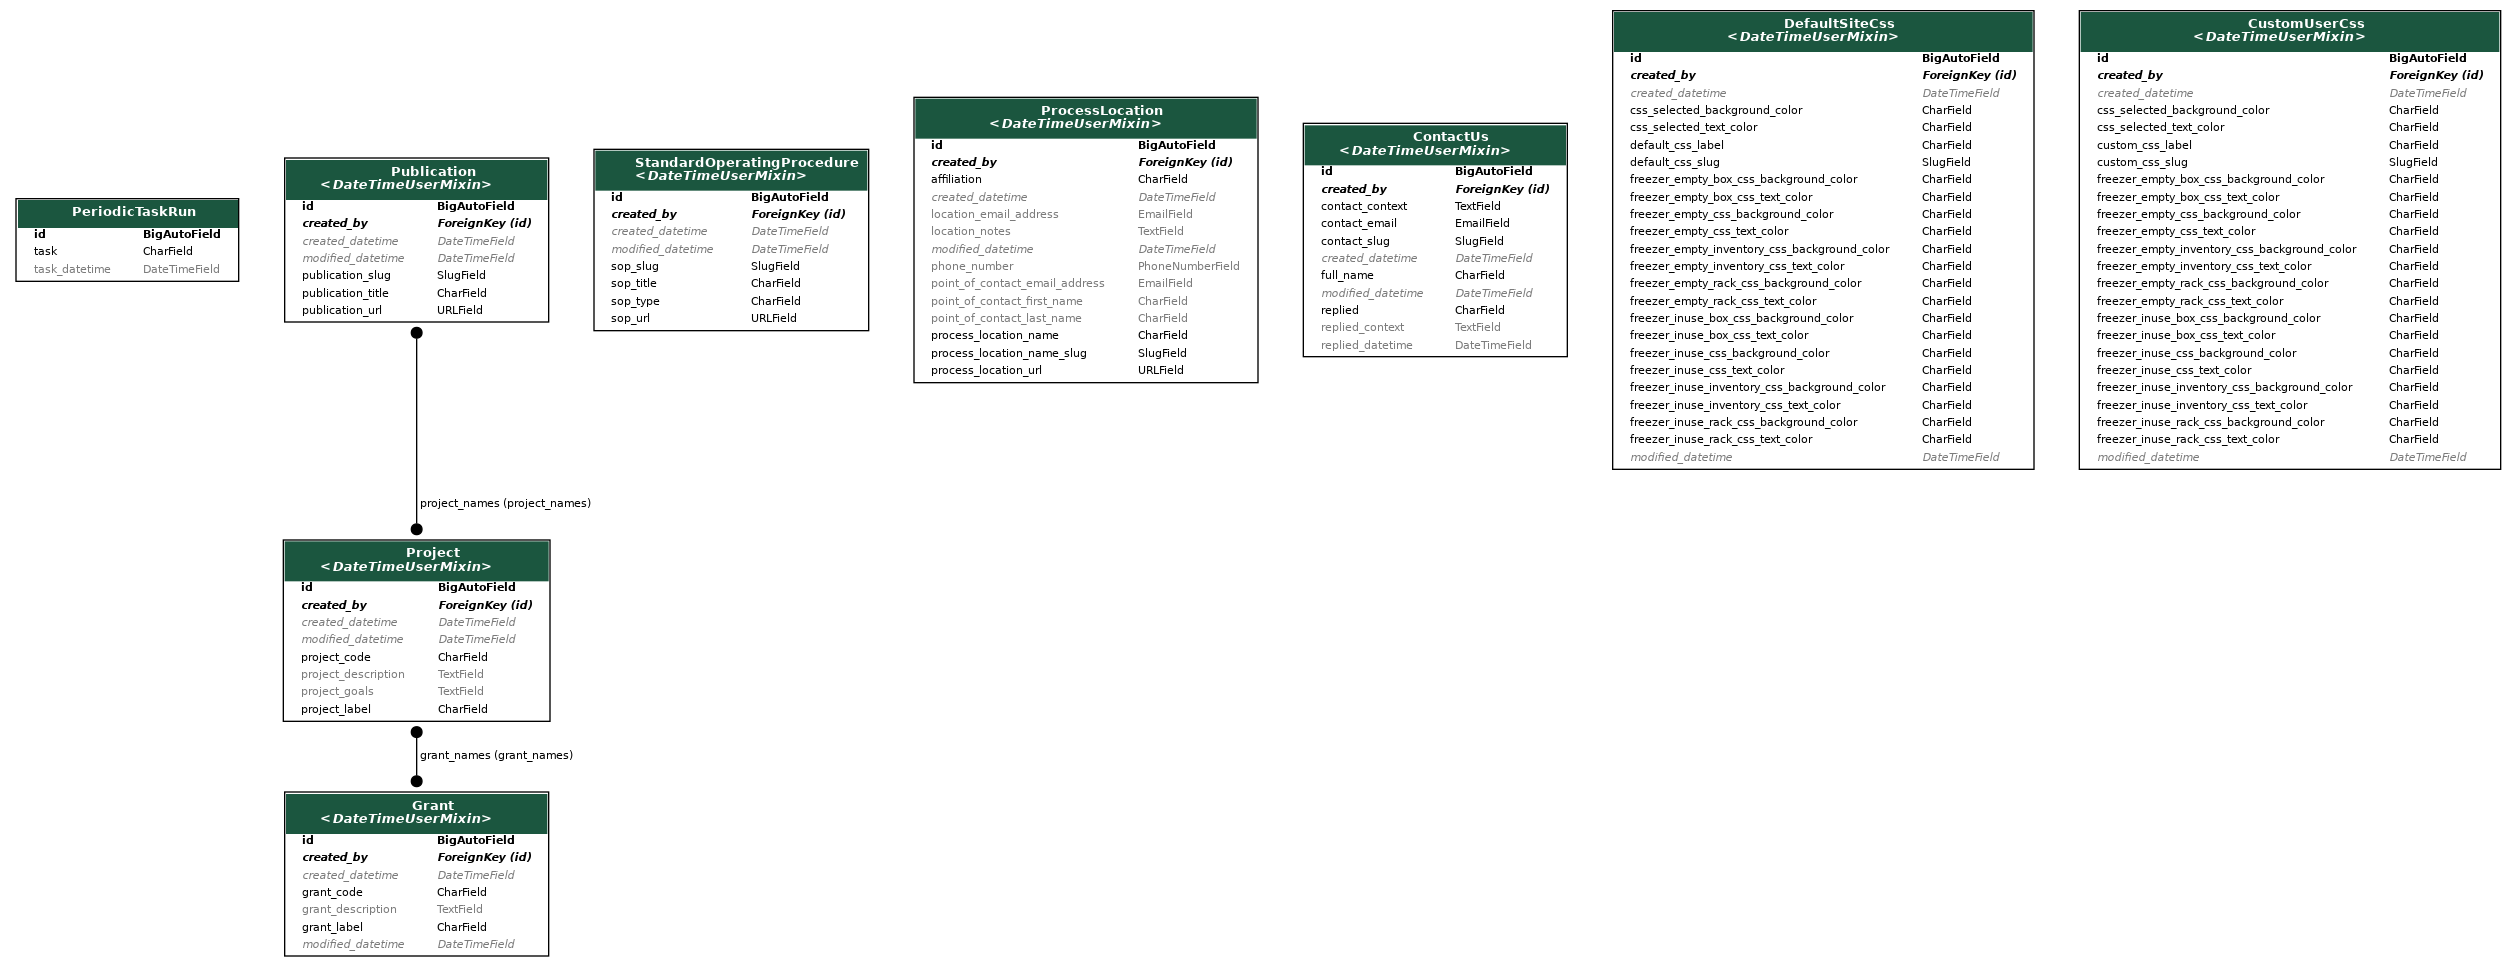 PeriodicTaskRun
id BigAutoField
task CharField
task_datetime DateTimeField
Publication
<DateTimeUserMixin>
id BigAutoField
created_by ForeignKey (id)
created_datetime DateTimeField
modified_datetime DateTimeField
publication_slug SlugField
publication_title CharField
publication_url URLField
project_names (project_names)
Project
<DateTimeUserMixin>
id BigAutoField
created_by ForeignKey (id)
created_datetime DateTimeField
modified_datetime DateTimeField
project_code CharField
project_description TextField
project_goals TextField
project_label CharField
grant_names (grant_names)
Grant
<DateTimeUserMixin>
id BigAutoField
created_by ForeignKey (id)
created_datetime DateTimeField
grant_code CharField
grant_description TextField
grant_label CharField
modified_datetime DateTimeField
StandardOperatingProcedure
<DateTimeUserMixin>
id BigAutoField
created_by ForeignKey (id)
created_datetime DateTimeField
modified_datetime DateTimeField
sop_slug SlugField
sop_title CharField
sop_type CharField
sop_url URLField
ProcessLocation
<DateTimeUserMixin>
id BigAutoField
created_by ForeignKey (id)
affiliation CharField
created_datetime DateTimeField
location_email_address EmailField
location_notes TextField
modified_datetime DateTimeField
phone_number PhoneNumberField
point_of_contact_email_address EmailField
point_of_contact_first_name CharField
point_of_contact_last_name CharField
process_location_name CharField
process_location_name_slug SlugField
process_location_url URLField
ContactUs
<DateTimeUserMixin>
id BigAutoField
created_by ForeignKey (id)
contact_context TextField
contact_email EmailField
contact_slug SlugField
created_datetime DateTimeField
full_name CharField
modified_datetime DateTimeField
replied CharField
replied_context TextField
replied_datetime DateTimeField
DefaultSiteCss
<DateTimeUserMixin>
id BigAutoField
created_by ForeignKey (id)
created_datetime DateTimeField
css_selected_background_color CharField
css_selected_text_color CharField
default_css_label CharField
default_css_slug SlugField
freezer_empty_box_css_background_color CharField
freezer_empty_box_css_text_color CharField
freezer_empty_css_background_color CharField
freezer_empty_css_text_color CharField
freezer_empty_inventory_css_background_color CharField
freezer_empty_inventory_css_text_color CharField
freezer_empty_rack_css_background_color CharField
freezer_empty_rack_css_text_color CharField
freezer_inuse_box_css_background_color CharField
freezer_inuse_box_css_text_color CharField
freezer_inuse_css_background_color CharField
freezer_inuse_css_text_color CharField
freezer_inuse_inventory_css_background_color CharField
freezer_inuse_inventory_css_text_color CharField
freezer_inuse_rack_css_background_color CharField
freezer_inuse_rack_css_text_color CharField
modified_datetime DateTimeField
CustomUserCss
<DateTimeUserMixin>
id BigAutoField
created_by ForeignKey (id)
created_datetime DateTimeField
css_selected_background_color CharField
css_selected_text_color CharField
custom_css_label CharField
custom_css_slug SlugField
freezer_empty_box_css_background_color CharField
freezer_empty_box_css_text_color CharField
freezer_empty_css_background_color CharField
freezer_empty_css_text_color CharField
freezer_empty_inventory_css_background_color CharField
freezer_empty_inventory_css_text_color CharField
freezer_empty_rack_css_background_color CharField
freezer_empty_rack_css_text_color CharField
freezer_inuse_box_css_background_color CharField
freezer_inuse_box_css_text_color CharField
freezer_inuse_css_background_color CharField
freezer_inuse_css_text_color CharField
freezer_inuse_inventory_css_background_color CharField
freezer_inuse_inventory_css_text_color CharField
freezer_inuse_rack_css_background_color CharField
freezer_inuse_rack_css_text_color CharField
modified_datetime DateTimeField